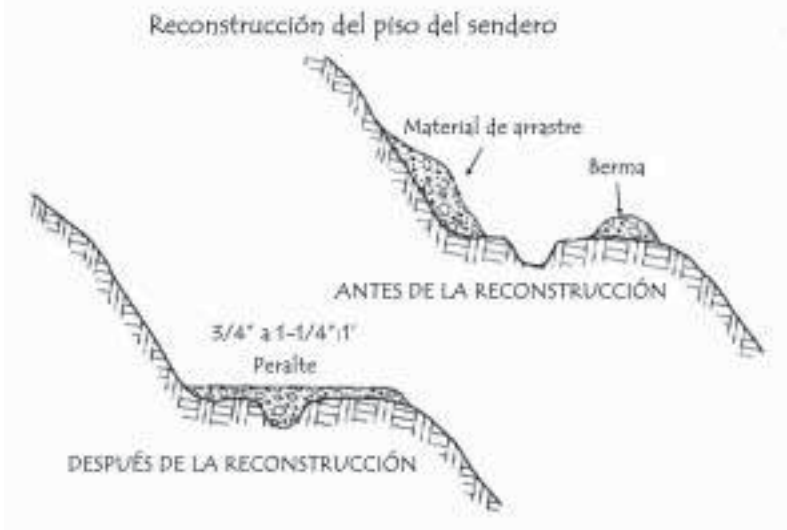 Reconstrucción del piso del sendero
Material de arrastre
Berma
ANTES DE LA RECONSTRUCCIÓN
3/4" a 1-1/4":1'
Peralte
DESPUÉS DE LA RECONSTRUCCIÓN